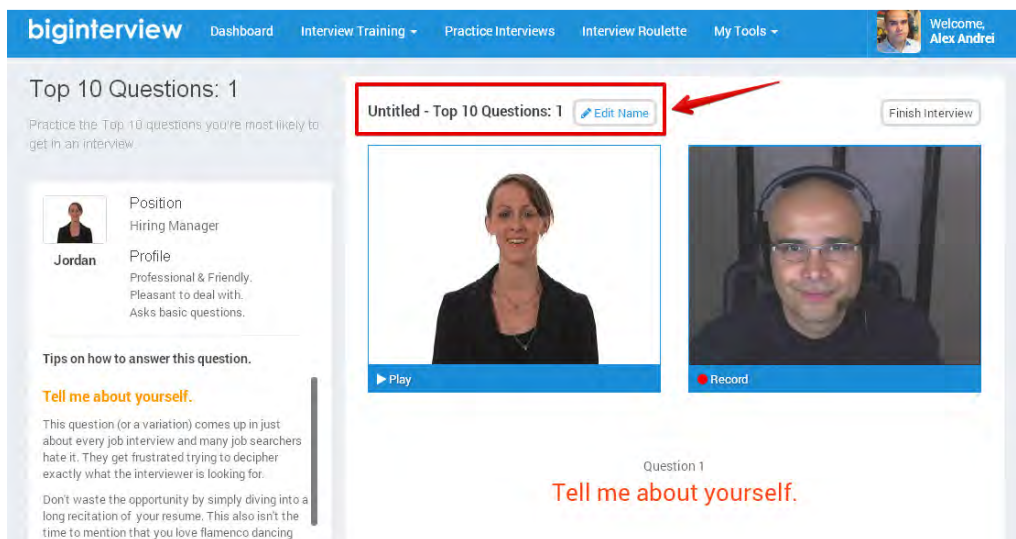 biginterview
Dashboard
Interview Training
Practice Interviews
Interview Roulette
My Tools
Welcome,
Alex Andrei
Top 10 Questions: 1
Practice the Top 10 questions you're most likely to
get in an interview
Position
Hiring Manager
Jordan
Profile
Professional & Friendly.
Pleasant to deal with.
Asks basic questions.
Tips on how to answer this question.
Tell me about yourself.
This question (or a variation) comes up in just
about every job interview and many job searchers
hate it. They get frustrated trying to decipher
exactly what the interviewer is looking for.
Don't waste the opportunity by simply diving into a
long recitation of your resume. This also isn't the
time to mention that you love flamenco dancing
Untitled - Top 10 Questions: 1
Edit Name
Finish Interview
Play
Record
Question 1
Tell me about yourself.